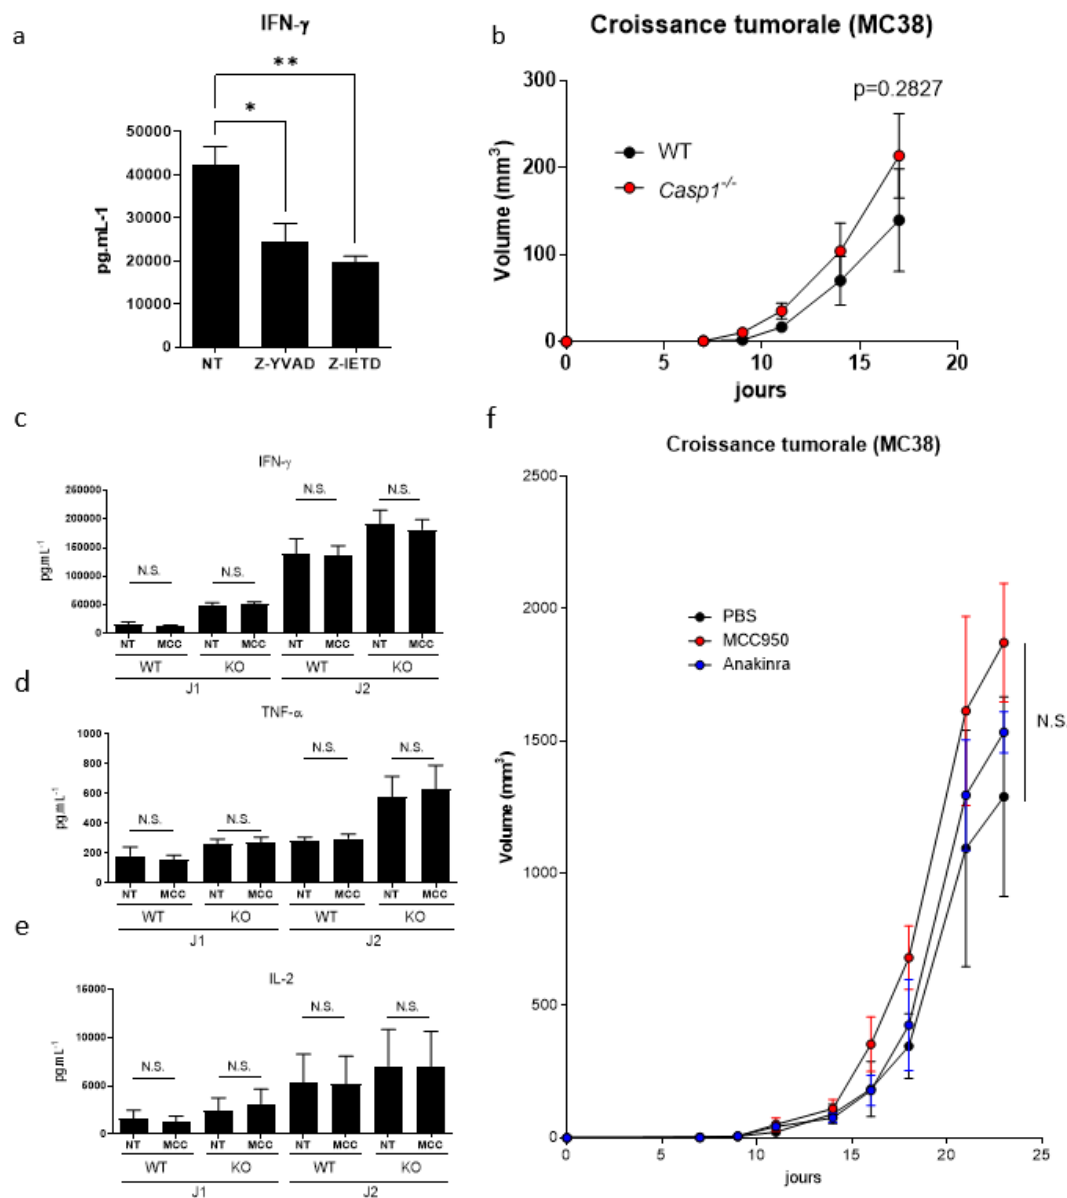 a
IFN-γ
**
*
50000
40000
30000
20000
10000
0
pg.mL-1
NT Z-YVAD Z-IETD
b
Croissance tumorale (MC38)
p=0.2827
WT
Casp1-/-
300
200
100
0
Volume (mm3)
0 5 10 15 20
jours
c
IFN-γ
250000
200000
150000
100000
50000
0
pg.mL-1
N.S. N.S. N.S. N.S.
NT MCC NT MCC NT MCC NT MCC
WT KO WT KO
J1 J2
d
TNF-α
1000
800
600
400
200
0
pg.mL-1
N.S. N.S. N.S. N.S.
NT MCC NT MCC NT MCC NT MCC
WT KO WT KO
J1 J2
e
IL-2
15000
10000
5000
0
pg.mL-1
N.S. N.S. N.S. N.S.
NT MCC NT MCC NT MCC NT MCC
WT KO WT KO
J1 J2
f
Croissance tumorale (MC38)
PBS
MCC950
Anakinra
N.S.
2500
2000
1500
1000
500
0
Volume (mm3)
0 5 10 15 20 25
jours